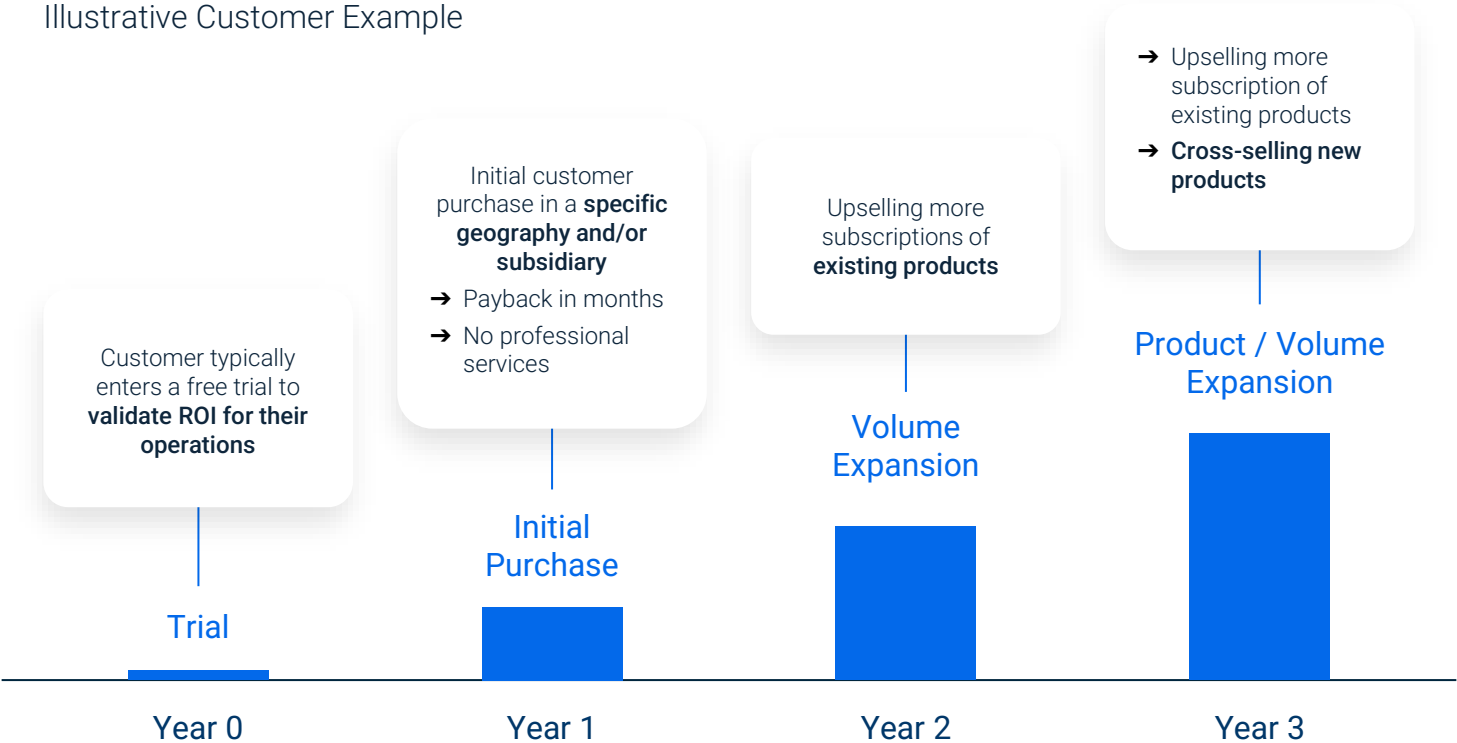 Illustrative Customer Example
Customer typically
enters a free trial to
validate ROI for their
operations
Trial
Year 0
Initial customer
purchase in a specific
geography and/or
subsidiary
➔ Payback in months
➔ No professional
services
Initial
Purchase
Year 1
Upselling more
subscriptions of
existing products
Volume
Expansion
Year 2
➔ Upselling more
subscription of
existing products
➔ Cross-selling new
products
Product / Volume
Expansion
Year 3